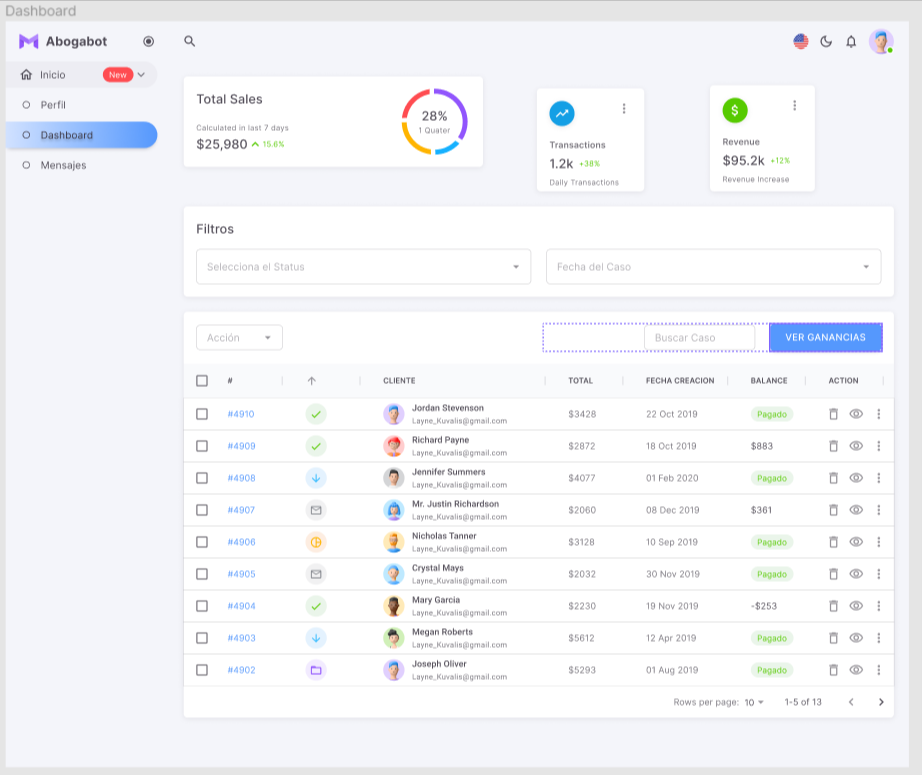 Dashboard
Abogabot
Inicio New
Perfil
Dashboard
Mensajes
Total Sales
Calculated in last 7 days
$25,980 15.6%
28%
1 Quater
Transactions
1.2k +38%
Daily Transactions
$
Revenue
$95.2k +12%
Revenue Increase
Filtros
Selecciona el Status
Fecha del Caso
Acción
Buscar Caso
VER GANANCIAS
# CLIENTE TOTAL FECHA CREACION BALANCE ACTION
#4910 Jordan Stevenson $3428 22 Oct 2019 Pagado
Layne_Kuvalis@gmail.com
#4909 Richard Payne $2872 18 Oct 2019 $883
Layne_Kuvalis@gmail.com
#4908 Jennifer Summers $4077 01 Feb 2020 Pagado
Layne_Kuvalis@gmail.com
#4907 Mr. Justin Richardson $2060 08 Dec 2019 $361
Layne_Kuvalis@gmail.com
#4906 Nicholas Tanner $3128 10 Sep 2019 Pagado
Layne_Kuvalis@gmail.com
#4905 Crystal Mays $2032 30 Nov 2019 Pagado
Layne_Kuvalis@gmail.com
#4904 Mary Garcia $2230 19 Nov 2019 -$253
Layne_Kuvalis@gmail.com
#4903 Megan Roberts $5612 12 Apr 2019 Pagado
Layne_Kuvalis@gmail.com
#4902 Joseph Oliver $5293 01 Aug 2019 Pagado
Layne_Kuvalis@gmail.com
Rows per page: 10 1-5 of 13